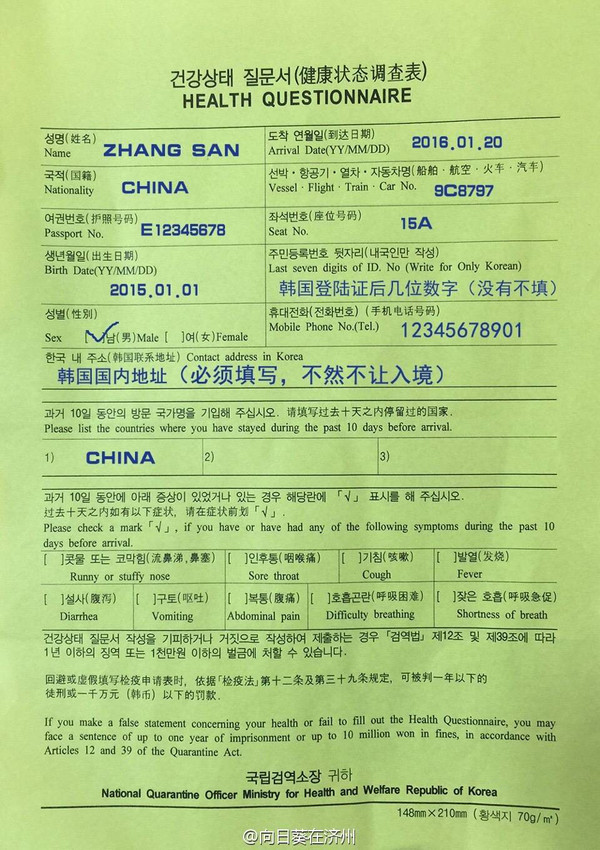 건강상태 질문서(健康状态调查表)
HEALTH QUESTIONNAIRE
성명(姓名)
Name ZHANG SAN
도착 연월일(到达日期)
Arrival Date(YY/MM/DD) 2016.01.20
국적(国籍)
Nationality CHINA
선박·항공기·열차·자동차명(船舶·航空·火车·汽车)
Vessel·Flight·Train·Car No. 9C8797
여권번호(护照号码)
Passport No. E12345678
좌석번호(座位号码)
Seat No. 15A
생년월일(出生日期)
Birth Date(YY/MM/DD)
2015.01.01
주민등록번호 뒷자리(내국인만 작성)
Last seven digits of ID. No (Write for Only Korean)
韩国登陆证后几位数字（没有不填）
성별(性別)
Sex [✓]남(男)Male [ ]여(女)Female
휴대전화(전화번호) (手机电话号码)
Mobile Phone No.(Tel.) 12345678901
한국 내 주소(韩国联系地址) Contact address in Korea
韩国国内地址（必须填写，不然不让入境）
과거 10일 동안의 방문 국가명을 기입해 주십시오. 请填写过去十天之内停留过的国家.
Please list the countries where you have stayed during the past 10 days before arrival.
1) CHINA 2) 3)
과거 10일 동안에 아래 증상이 있었거나 있는 경우 해당란에「√」표시를 해 주십시오.
过去十天之内如有以下症状, 请在症状前划「√」.
Please check a mark「√」, if you have or have had any of the following symptoms during the past 10
days before arrival.
[ ]콧물 또는 코막힘(流鼻涕,鼻塞) [ ]인후통(咽喉痛) [ ]기침(咳嗽) [ ]발열(发烧)
Runny or stuffy nose Sore throat Cough Fever
[ ]설사(腹泻) [ ]구토(呕吐) [ ]복통(腹痛) [ ]호흡곤란(呼吸困难) [ ]잦은 호흡(呼吸急促)
Diarrhea Vomiting Abdominal pain Difficulty breathing Shortness of breath
건강상태 질문서 작성을 기피하거나 거짓으로 작성하여 제출하는 경우「검역법」제12조 및 제39조에 따라
1년 이하의 징역 또는 1천만원 이하의 벌금에 처할 수 있습니다.
回避或虚假填写检疫申请表时, 依据「检疫法」第十二条及第三十九条规定, 可被判一年以下的
徒刑或一千万元 (韩币) 以下的罚款.
If you make a false statement concerning your health or fail to fill out the Health Questionnaire, you may
face a sentence of up to one year of imprisonment or up to 10 million won in fines, in accordance with
Articles 12 and 39 of the Quarantine Act.
국립검역소장 귀하
National Quarantine Officer Ministry for Health and Welfare Republic of Korea
148mm×210mm (황색지 70g/㎡)
@向日葵在济州